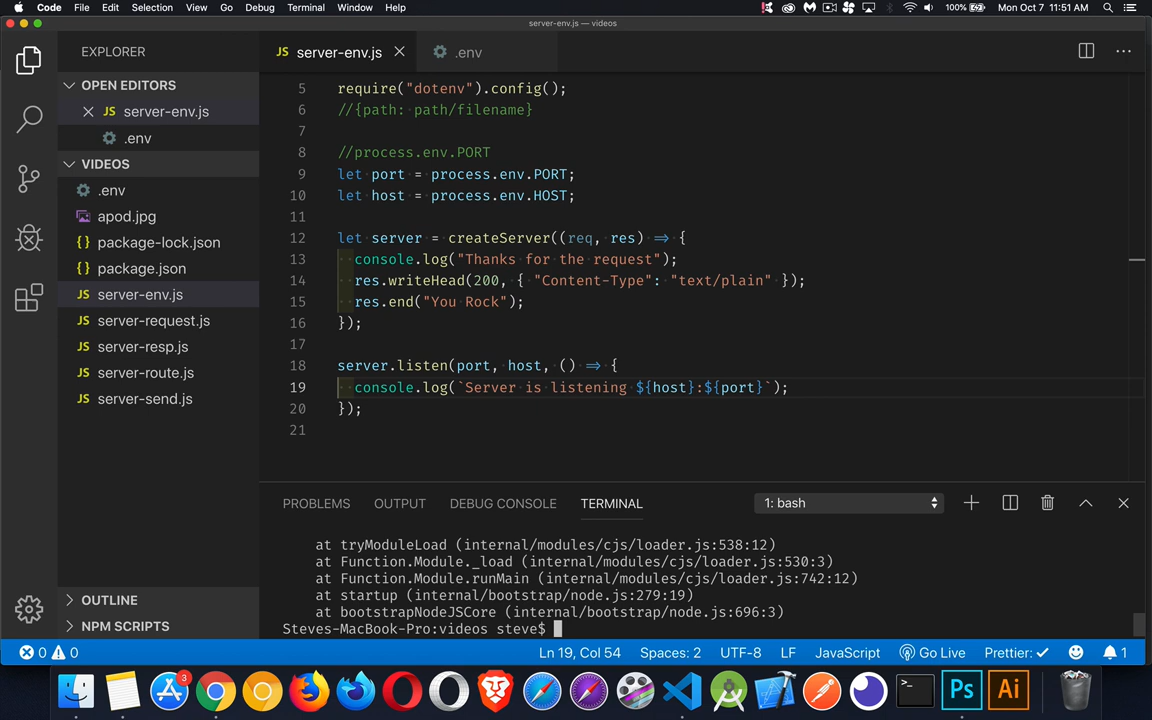 Code File Edit Selection View Go Debug Terminal Window Help 100% Mon Oct 7 11:51 AM
server-env.js — videos
EXPLORER
JS server-env.js
.env
OPEN EDITORS
JS server-env.js
.env
VIDEOS
.env
apod.jpg
{} package-lock.json
{} package.json
JS server-env.js
JS server-request.js
JS server-resp.js
JS server-route.js
JS server-send.js
OUTLINE
NPM SCRIPTS
5 require("dotenv").config();
6 //{path: path/filename}
7
8 //process.env.PORT
9 let port = process.env.PORT;
10 let host = process.env.HOST;
11
12 let server = createServer((req, res) => {
13 console.log("Thanks for the request");
14 res.writeHead(200, { "Content-Type": "text/plain" });
15 res.end("You Rock");
16 });
17
18 server.listen(port, host, () => {
19 console.log(`Server is listening ${host}:${port}`);
20 });
21
PROBLEMS OUTPUT DEBUG CONSOLE TERMINAL 1: bash
at tryModuleLoad (internal/modules/cjs/loader.js:538:12)
at Function.Module._load (internal/modules/cjs/loader.js:530:3)
at Function.Module.runMain (internal/modules/cjs/loader.js:742:12)
at startup (internal/bootstrap/node.js:279:19)
at bootstrapNodeJSCore (internal/bootstrap/node.js:696:3)
Steves-MacBook-Pro:videos steve$
0 0 Ln 19, Col 54 Spaces: 2 UTF-8 LF JavaScript Go Live Prettier: ✓ 1
3
>_
Ps
Ai